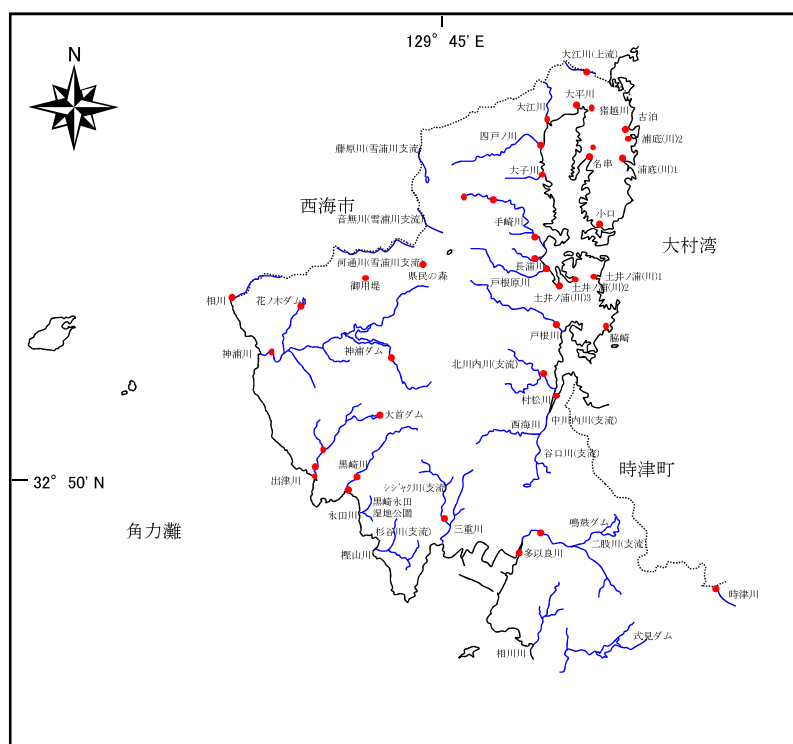 129° 45' E
N
大江川(上流)
大平川
猪越川
大江川
古泊
四戸ノ川
浦底(川)2
藤原川(雪浦川支流)
名串
浦底(川)1
大子川
西海市
音無川(雪浦川支流)
手崎川
小口
大村湾
河通川(雪浦川支流)
県民の森
長浦川
土井ノ浦(川)1
御用堤
戸根原川
土井ノ浦(川)2
土井ノ浦(川)3
相川
花ノ木ダム
戸根川
脇崎
神浦川
神浦ダム
北川内川(支流)
村松川
大首ダム
中川内川(支流)
西海川
谷口川(支流)
時津町
32° 50' N
出津川
黒崎川
シジャク川(支流)
黒崎永田
湿地公園
永田川
鳴鼓ダム
角力灘
杉谷川(支流)
三重川
二股川(支流)
樫山川
多以良川
時津川
式見ダム
相川川